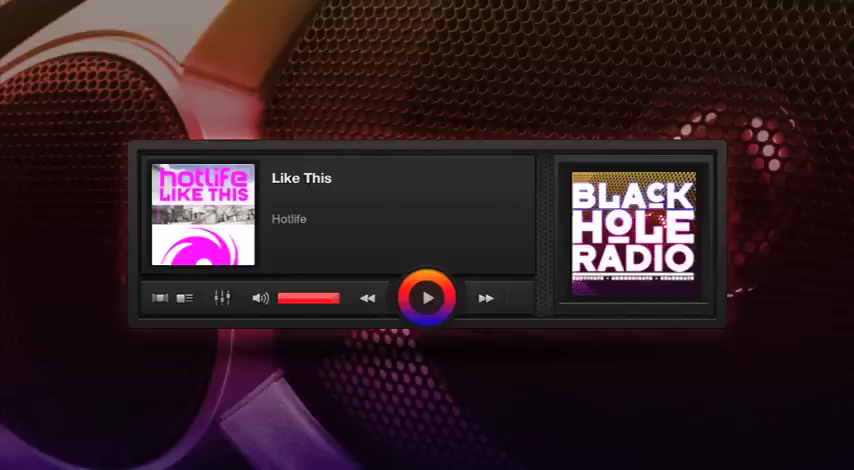 hotlife
LIKE THIS
Like This
Hotlife
BLACK
HOLE
RADIO